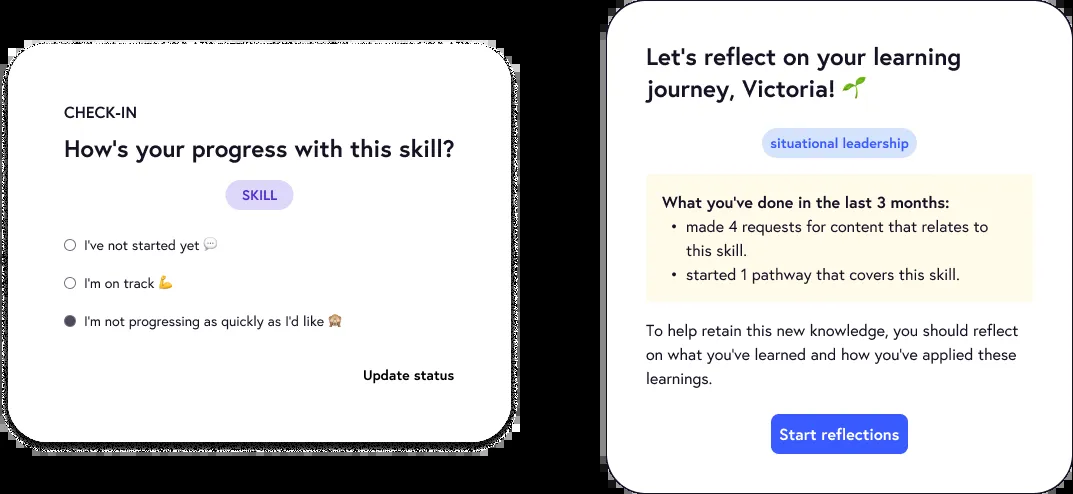 CHECK-IN
How's your progress with this skill?
SKILL
I've not started yet 💬
I'm on track 💪
I'm not progressing as quickly as I'd like 🙈
Update status
Let's reflect on your learning
journey, Victoria! 🌱
situational leadership
What you've done in the last 3 months:
• made 4 requests for content that relates to
this skill.
• started 1 pathway that covers this skill.
To help retain this new knowledge, you should reflect
on what you've learned and how you've applied these
learnings.
Start reflections